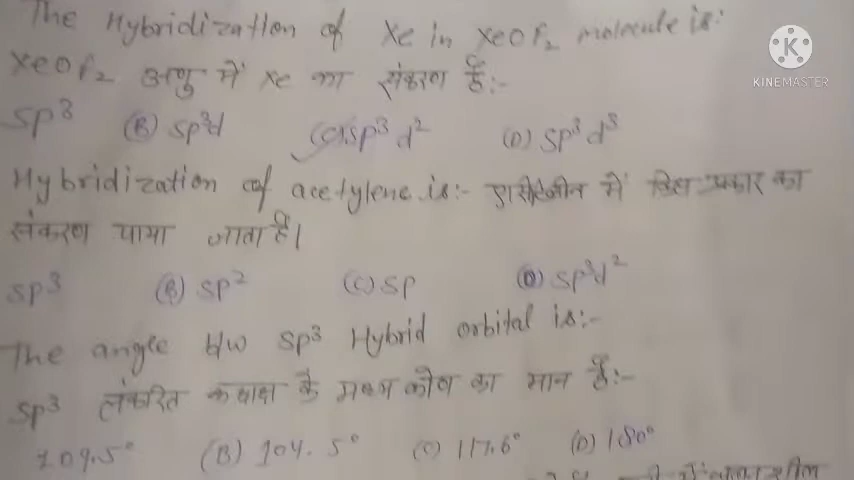 The Hybridization of Xe in XeOF₂ molecule is:
XeOF₂ अणु में Xe का संकरण है:-
sp³ (B) sp³d (C) sp³d² (D) sp³d³
Hybridization of acetylene is:- एसीटिलीन में किस प्रकार का
संकरण पाया जाता है।
sp³ (B) sp² (C) sp (D) sp³d²
The angle b/w sp³ Hybrid orbital is:-
sp³ संकरित कक्षक के मध्य कोण का मान है:-
109.5° (B) 104.5° (C) 117.6° (D) 180°
K
KINEMASTER